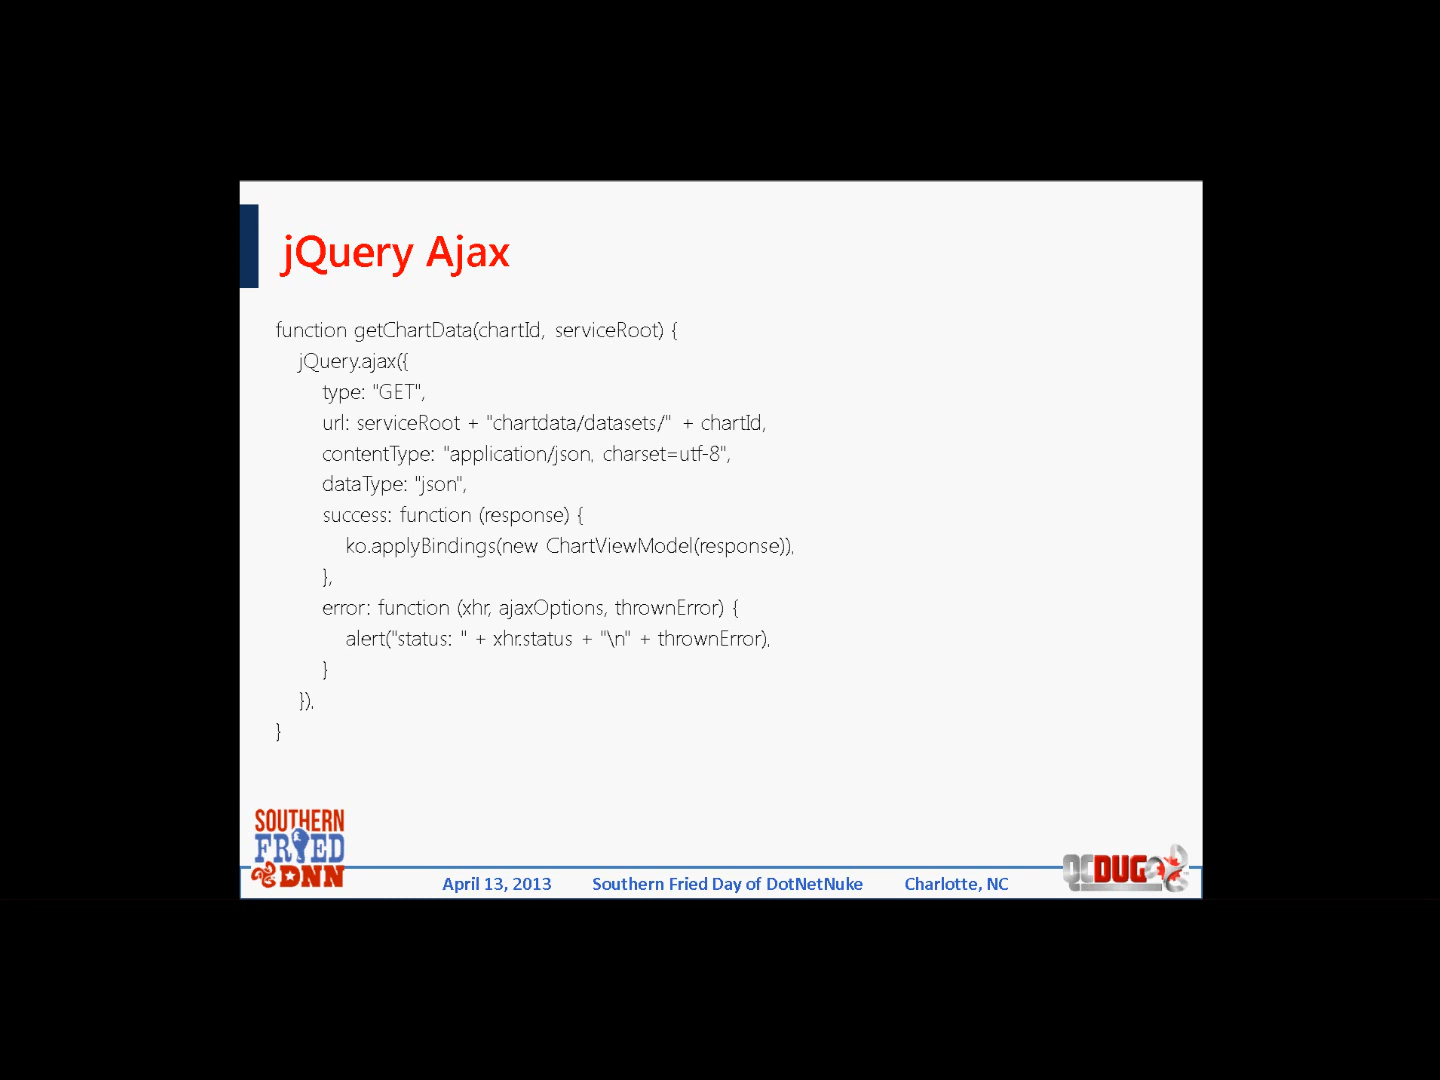 jQuery Ajax
function getChartData(chartId, serviceRoot) {
jQuery.ajax({
type: "GET",
url: serviceRoot + "chartdata/datasets/" + chartId,
contentType: "application/json, charset=utf-8",
dataType: "json",
success: function (response) {
ko.applyBindings(new ChartViewModel(response)),
},
error: function (xhr, ajaxOptions, thrownError) {
alert("status: " + xhr.status + "\n" + thrownError),
}
}),
}
SOUTHERN
FRIED
DNN
April 13, 2013 Southern Fried Day of DotNetNuke Charlotte, NC
QCDUG